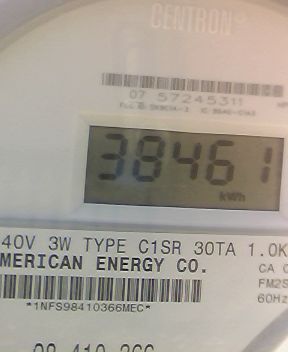 CENTRON®
07 57245311
38461
kWh
40V 3W TYPE C1SR 30TA 1.0K
MERICAN ENERGY CO.
CA 0
FM2S
60Hz
*1NFS98410366MEC*